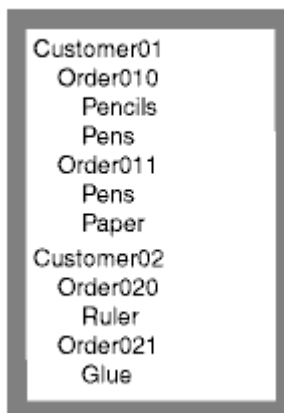 Customer01
Order010
Pencils
Pens
Order011
Pens
Paper
Customer02
Order020
Ruler
Order021
Glue